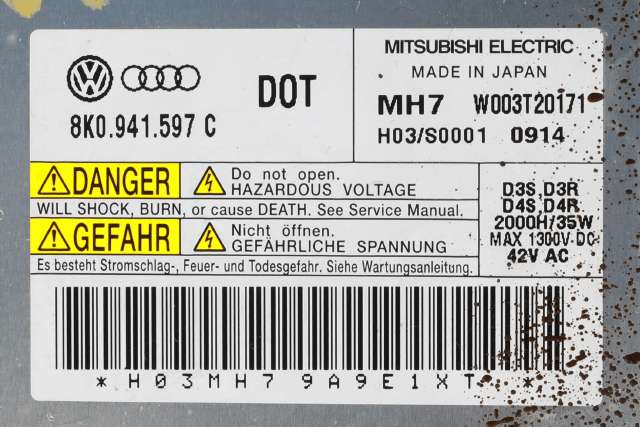 MITSUBISHI ELECTRIC
MADE IN JAPAN
DOT
MH7 W003T20171
8K0.941.597 C
H03/S0001 0914
DANGER
Do not open.
HAZARDOUS VOLTAGE
WILL SHOCK, BURN, or cause DEATH. See Service Manual.
GEFAHR
Nicht öffnen.
GEFÄHRLICHE SPANNUNG
Es besteht Stromschlag-, Feuer- und Todesgefahr. Siehe Wartungsanleitung.
D3S, D3R
D4S, D4R
2000H/35W
MAX 1300V-DC
42V AC
*H03MH79A9E1XT*